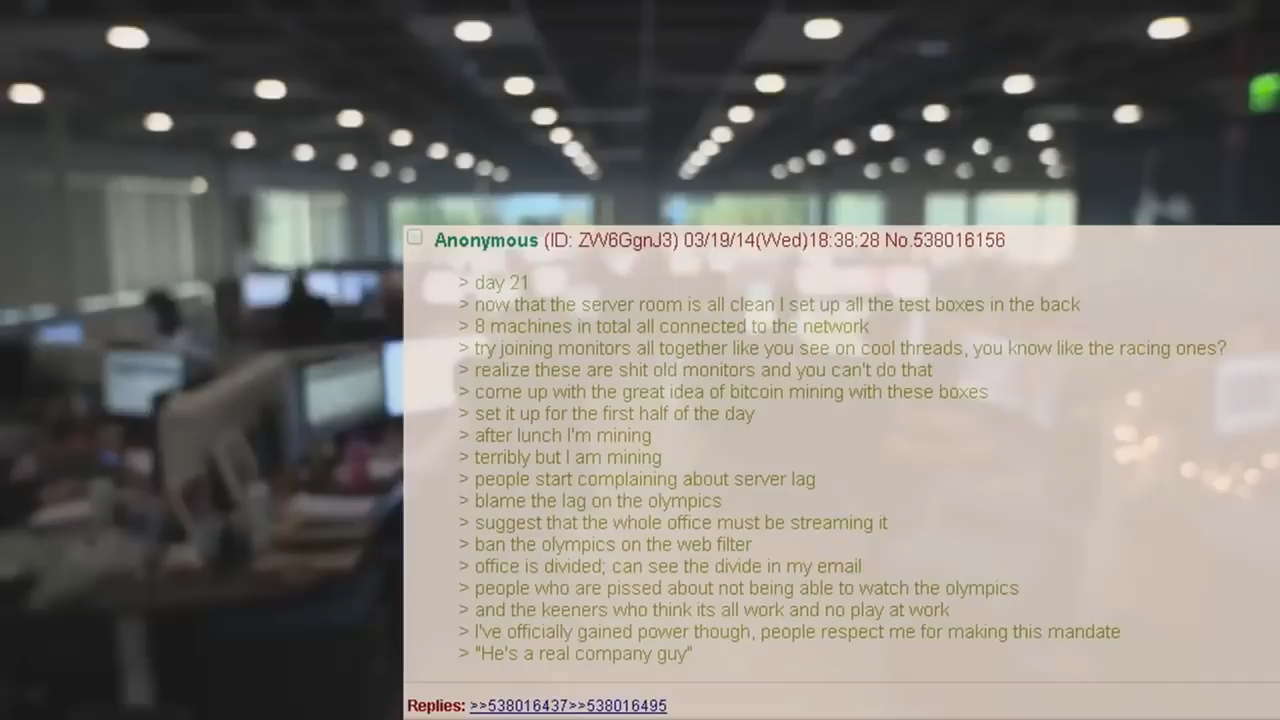 Anonymous (ID: ZW6GgnJ3) 03/19/14(Wed)18:38:28 No.538016156
> day 21
> now that the server room is all clean I set up all the test boxes in the back
> 8 machines in total all connected to the network
> try joining monitors all together like you see on cool threads, you know like the racing ones?
> realize these are shit old monitors and you can't do that
> come up with the great idea of bitcoin mining with these boxes
> set it up for the first half of the day
> after lunch I'm mining
> terribly but I am mining
> people start complaining about server lag
> blame the lag on the olympics
> suggest that the whole office must be streaming it
> ban the olympics on the web filter
> office is divided; can see the divide in my email
> people who are pissed about not being able to watch the olympics
> and the keeners who think its all work and no play at work
> I've officially gained power though, people respect me for making this mandate
> "He's a real company guy"
Replies: >>538016437>>538016495